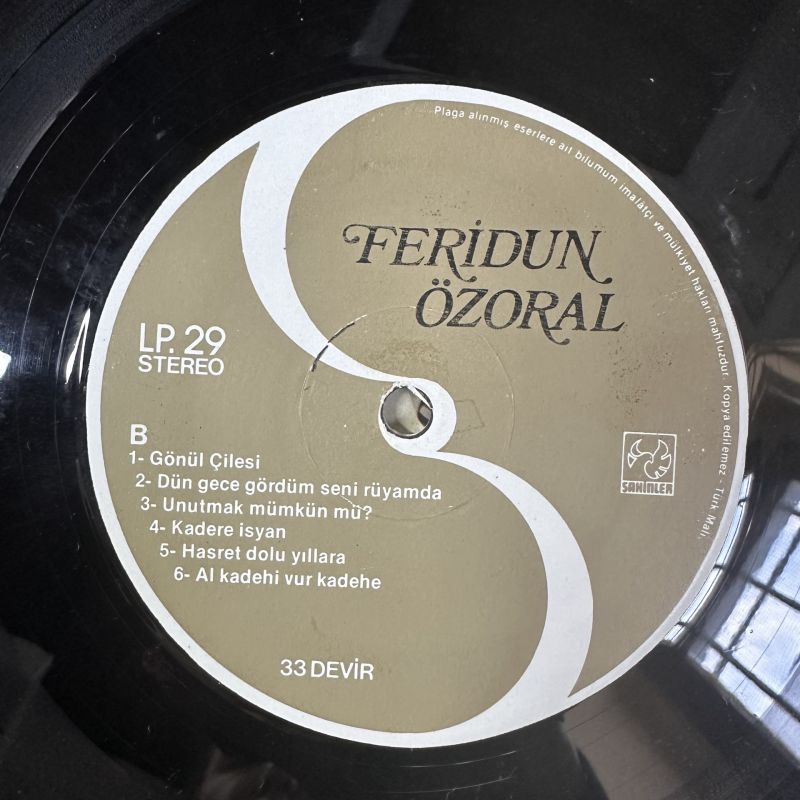 Plağa alınmış eserlere ait bilumum imalatçı ve mülkiyet hakları mahfuzdur. Kopya edilemez - Türk Malı.
FERİDUN
ÖZORAL
LP. 29
STEREO
B
1- Gönül Çilesi
2- Dün gece gördüm seni rüyamda
3- Unutmak mümkün mü?
4- Kadere isyan
5- Hasret dolu yıllara
6- Al kadehi vur kadehe
ŞAHİNLER
33 DEVİR